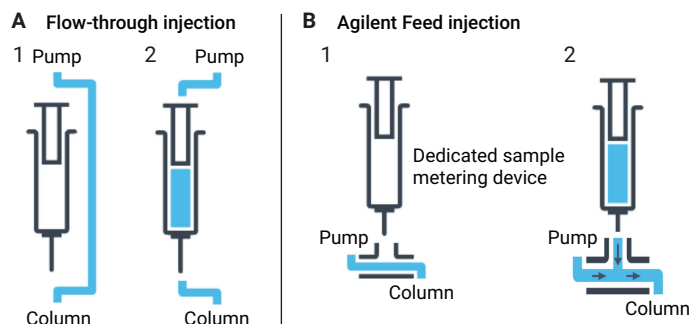 A Flow-through injection
1 Pump
2 Pump
Column
Column
B Agilent Feed injection
1
2
Dedicated sample
metering device
Pump
Column
Pump
Column